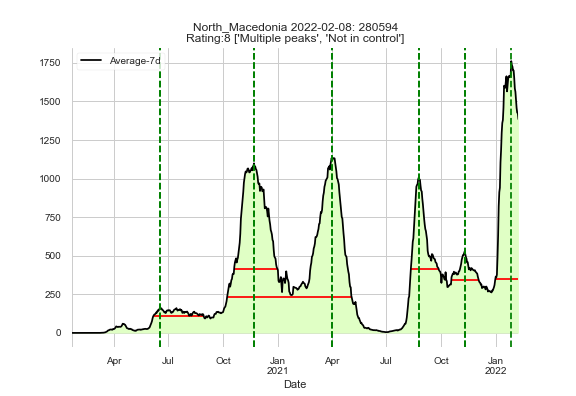 North_Macedonia 2022-02-08: 280594
Rating:8 ['Multiple peaks', 'Not in control']
Average-7d
1750
1500
1250
1000
750
500
250
0
Apr
Jul
Oct
Jan
2021
Apr
Jul
Oct
Jan
2022
Date